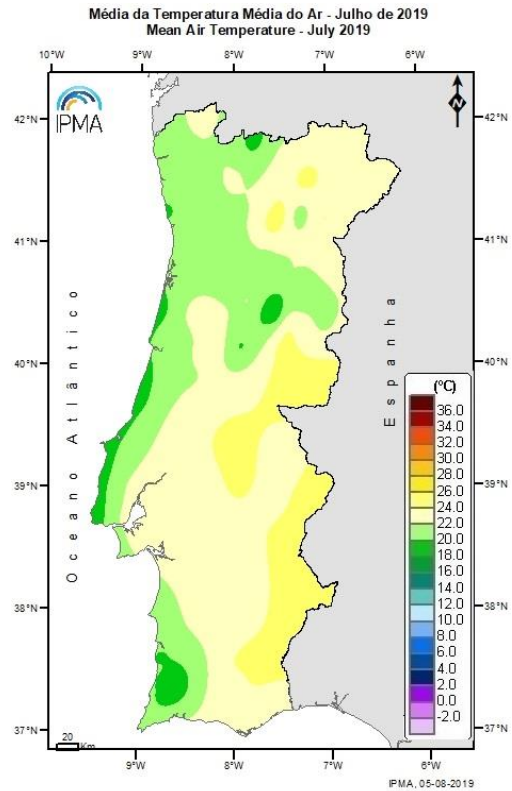 Média da Temperatura Média do Ar - Julho de 2019
Mean Air Temperature - July 2019
10°W 9°W 8°W 7°W 6°W
IPMA
N
42°N 42°N
41°N 41°N
40°N 40°N
39°N 39°N
38°N 38°N
37°N 37°N
Oceano Atlântico
Espanha
(°C)
36.0
34.0
32.0
30.0
28.0
26.0
24.0
22.0
20.0
18.0
16.0
14.0
12.0
10.0
8.0
6.0
4.0
2.0
0.0
-2.0
20
Km
9°W 8°W 7°W 6°W
IPMA, 05-08-2019